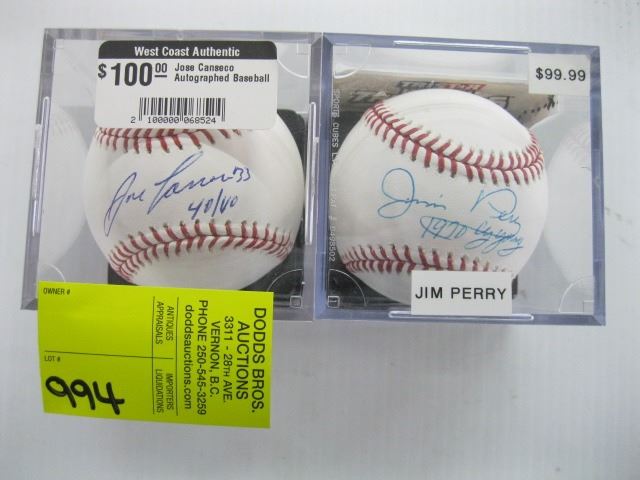 West Coast Authentic
$100.00 Jose Canseco
Autographed Baseball
2 100000 068524
Jose Canseco #33
40/40
$99.99
Jim Perry
1970 Cy Young
JIM PERRY
OWNER #
LOT #
994
ANTIQUES
APPRAISALS
IMPORTERS
LIQUIDATIONS
DODDS BROS.
AUCTIONS
3311 - 28TH AVE.
VERNON, B.C.
PHONE 250-545-3259
doddsauctions.com